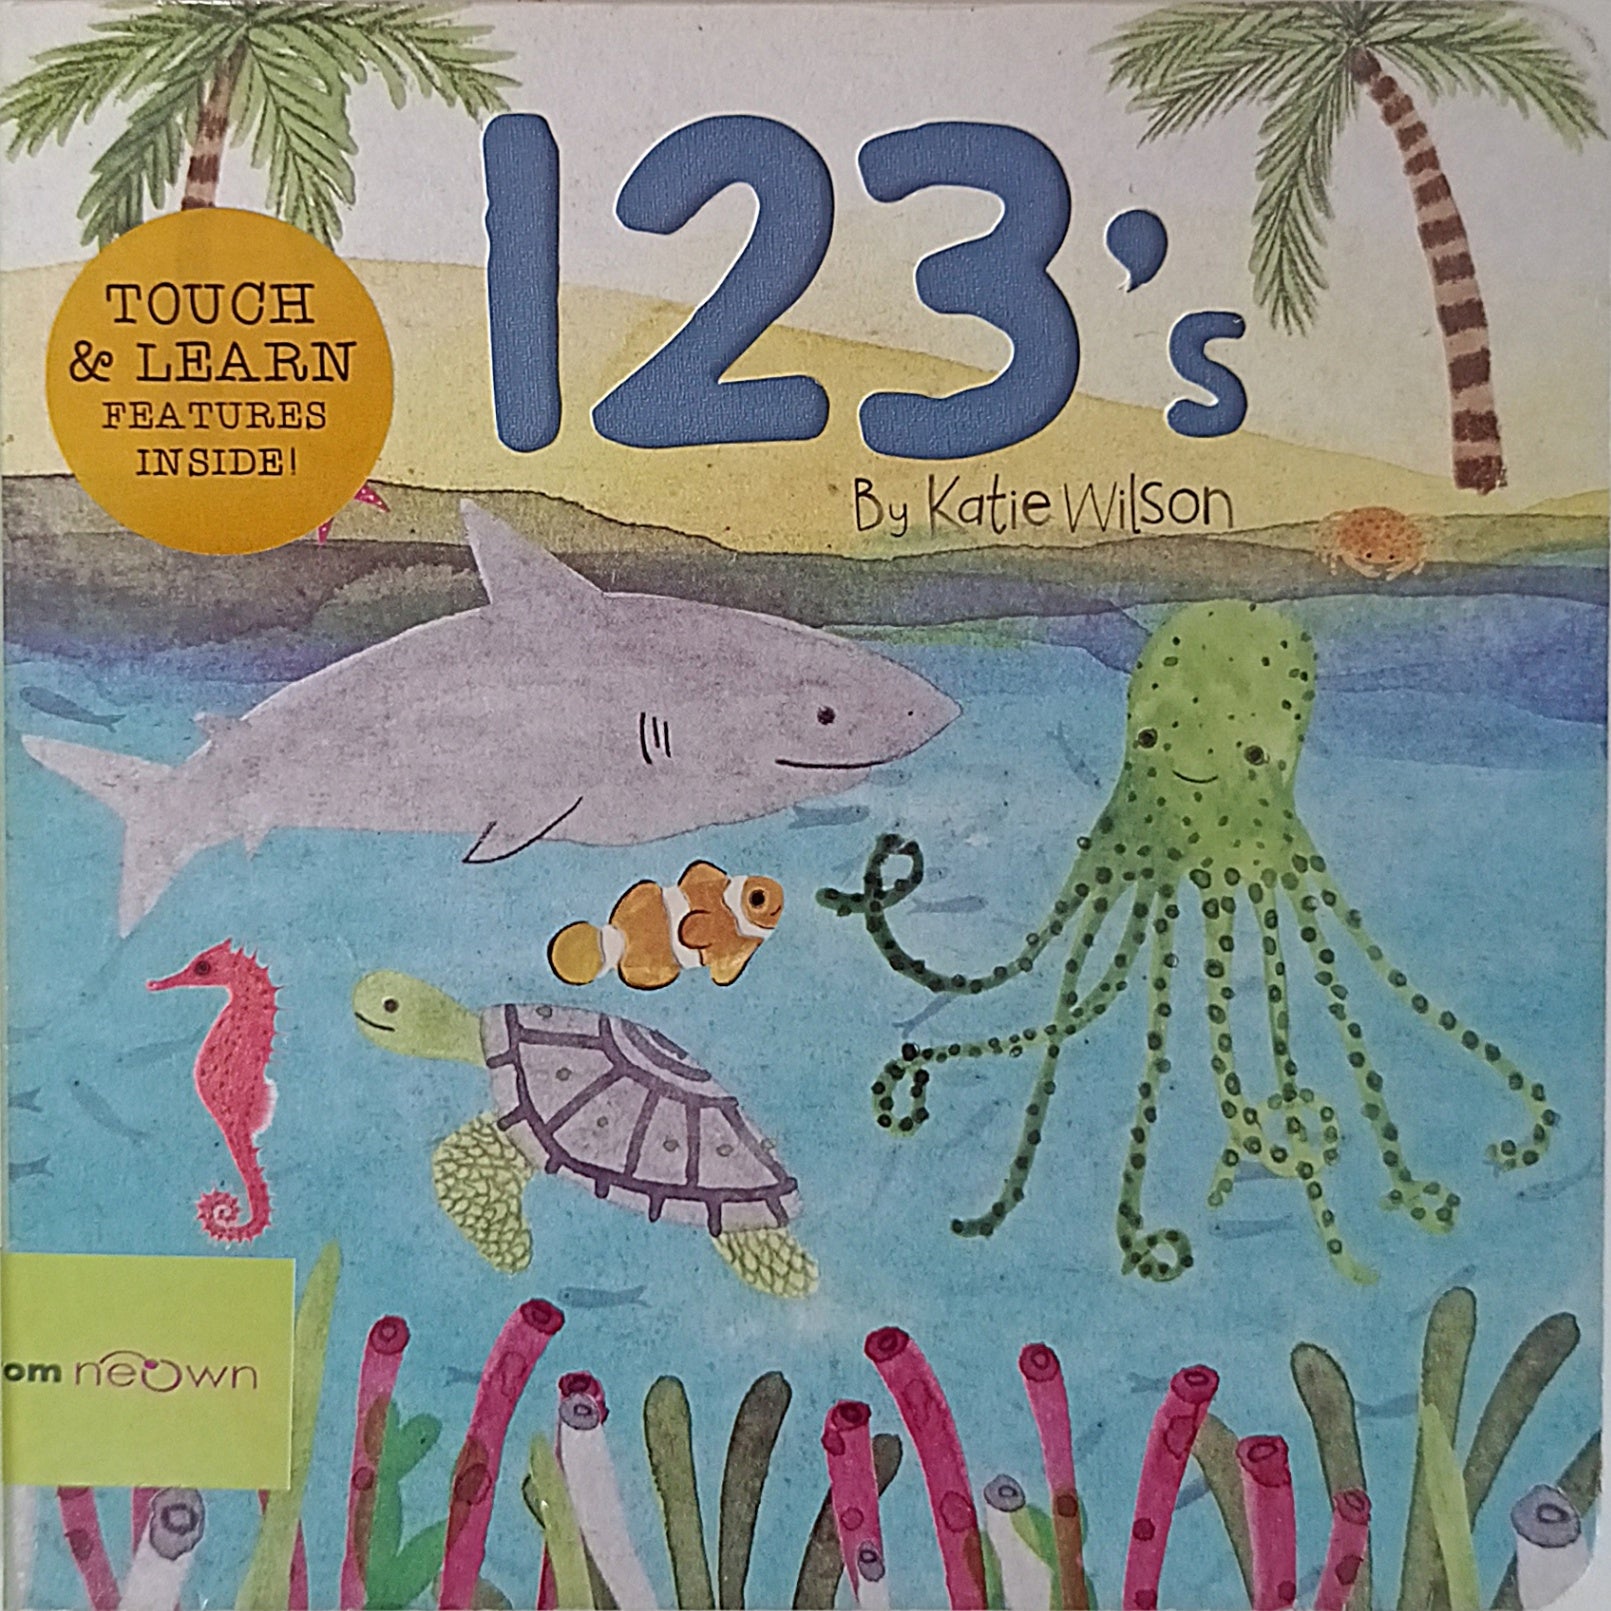 123's
By Katie Wilson
TOUCH
& LEARN
FEATURES
INSIDE!
om neown